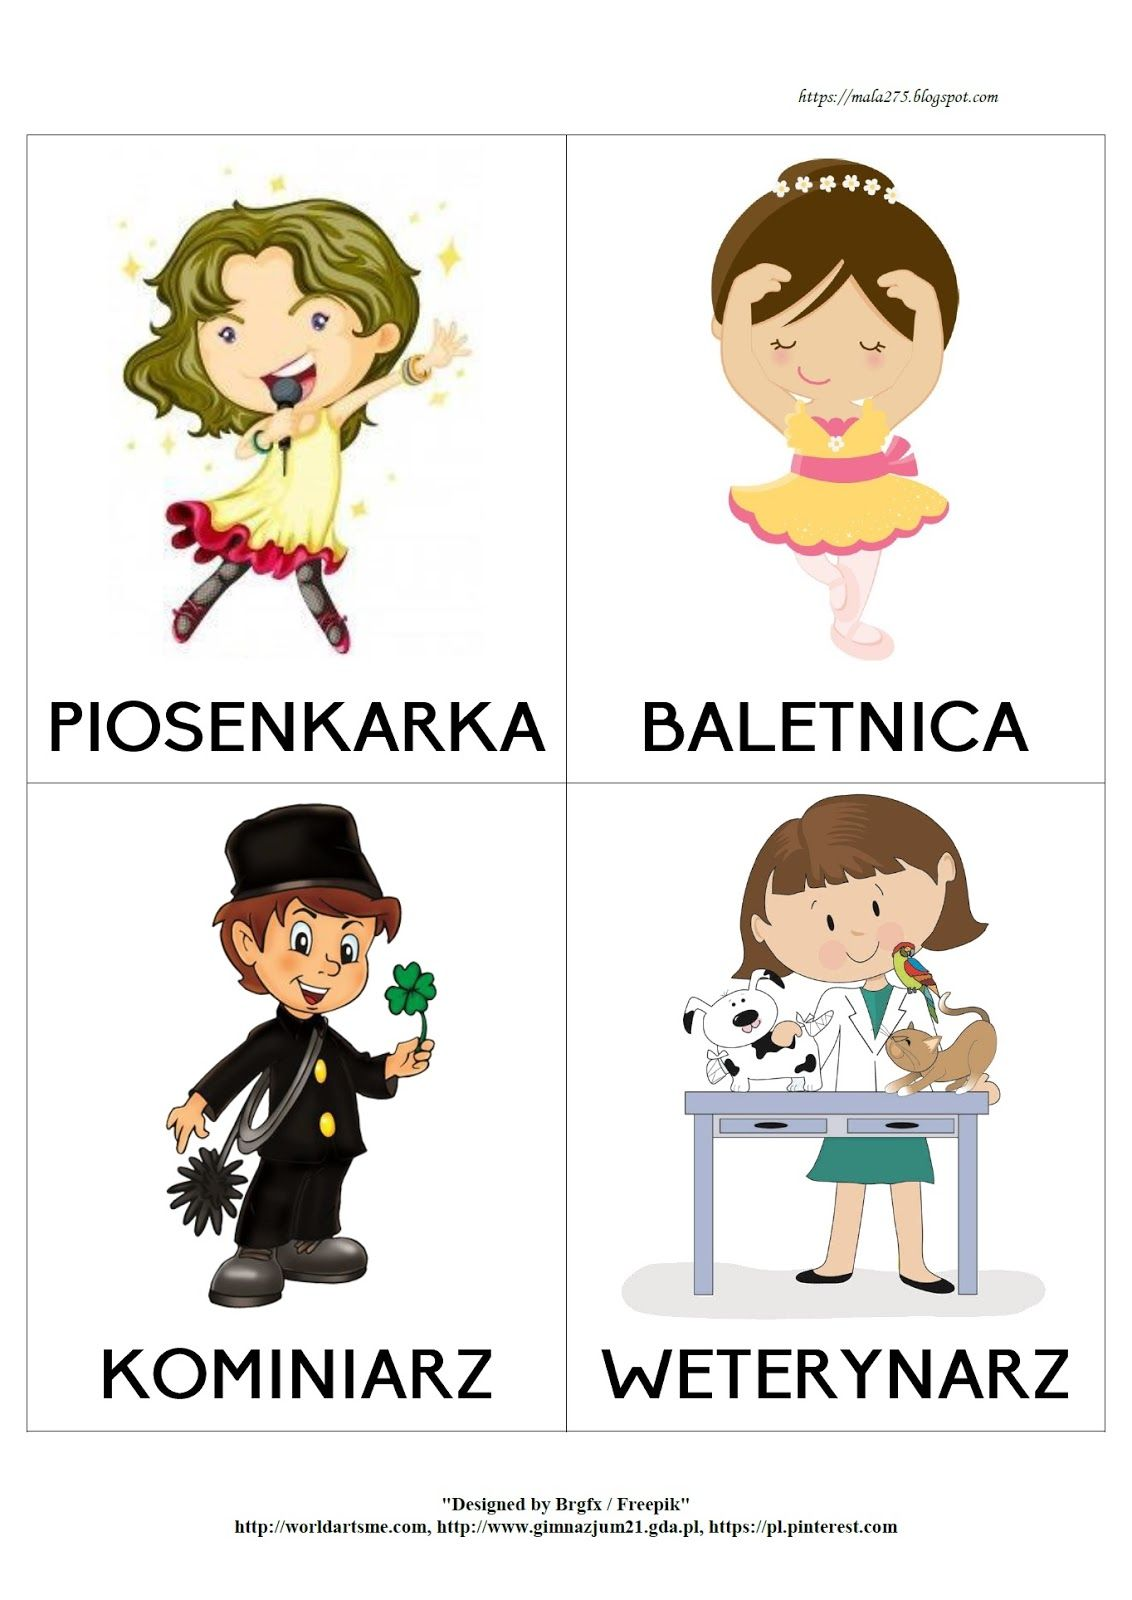 https://mala275.blogspot.com
PIOSENKARKA
BALETNICA
KOMINIARZ
WETERYNARZ
"Designed by Brgfx / Freepik"
http://worldartsme.com, http://www.gimnazjum21.gda.pl, https://pl.pinterest.com